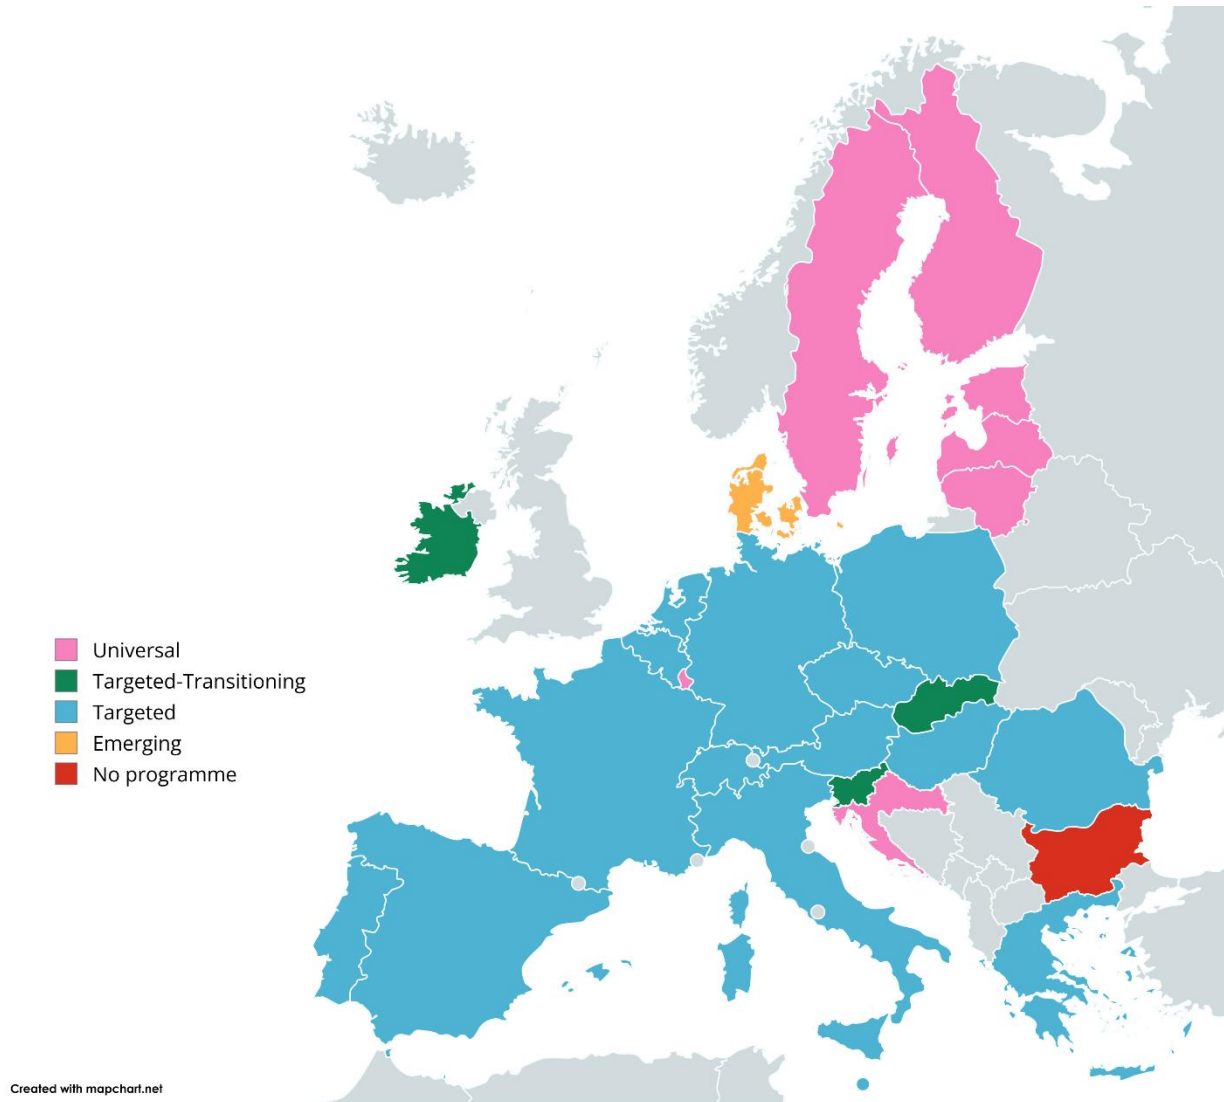 Universal
Targeted-Transitioning
Targeted
Emerging
No programme
Created with mapchart.net